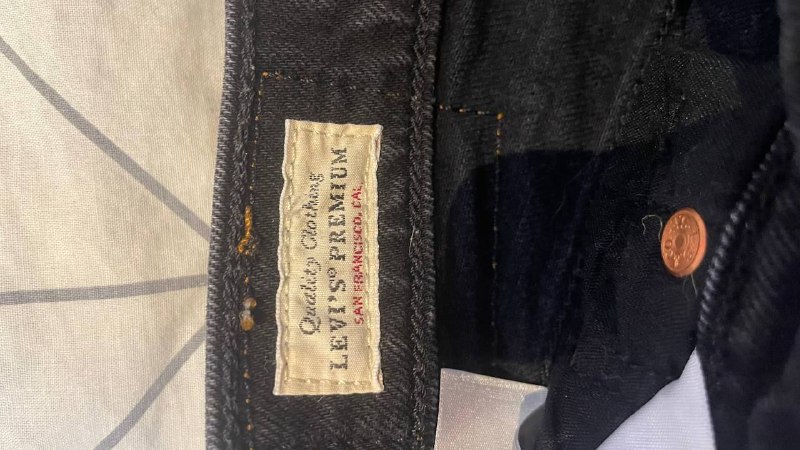 Quality Clothing
LEVI'S® PREMIUM
SAN FRANCISCO, CAL.